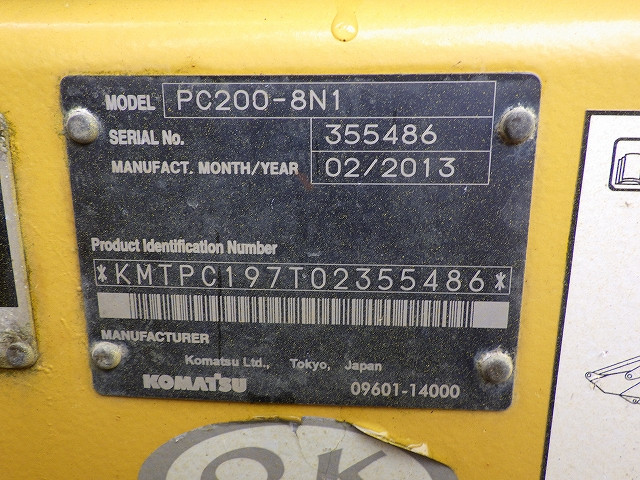 MODEL PC200-8N1
SERIAL No. 355486
MANUFACT. MONTH/YEAR 02/2013
Product Identification Number
*KMTPC197T02355486*
MANUFACTURER
Komatsu Ltd., Tokyo, Japan
KOMATSU 09601-14000
OK